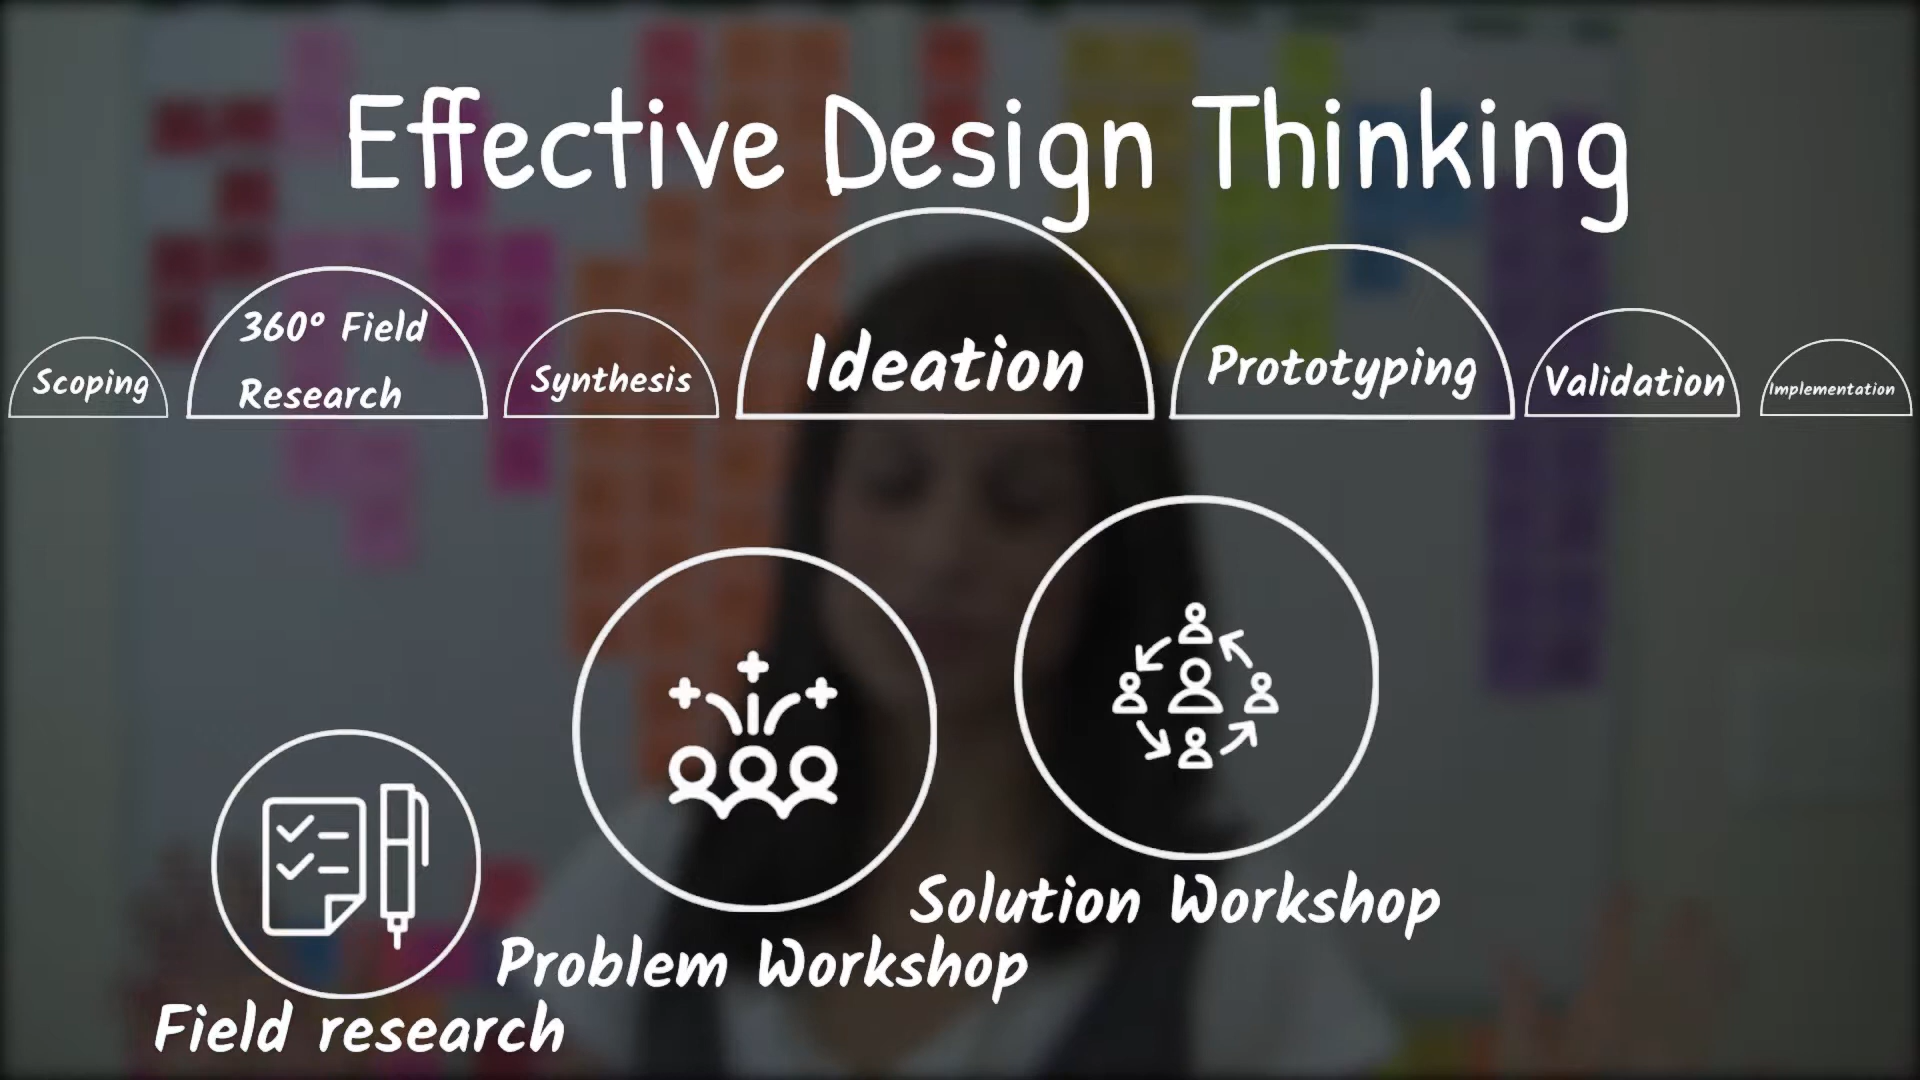 Effective Design Thinking
Scoping
360° Field
Research
Synthesis
Ideation
Prototyping
Validation
Implementation
Field research
Problem Workshop
Solution Workshop